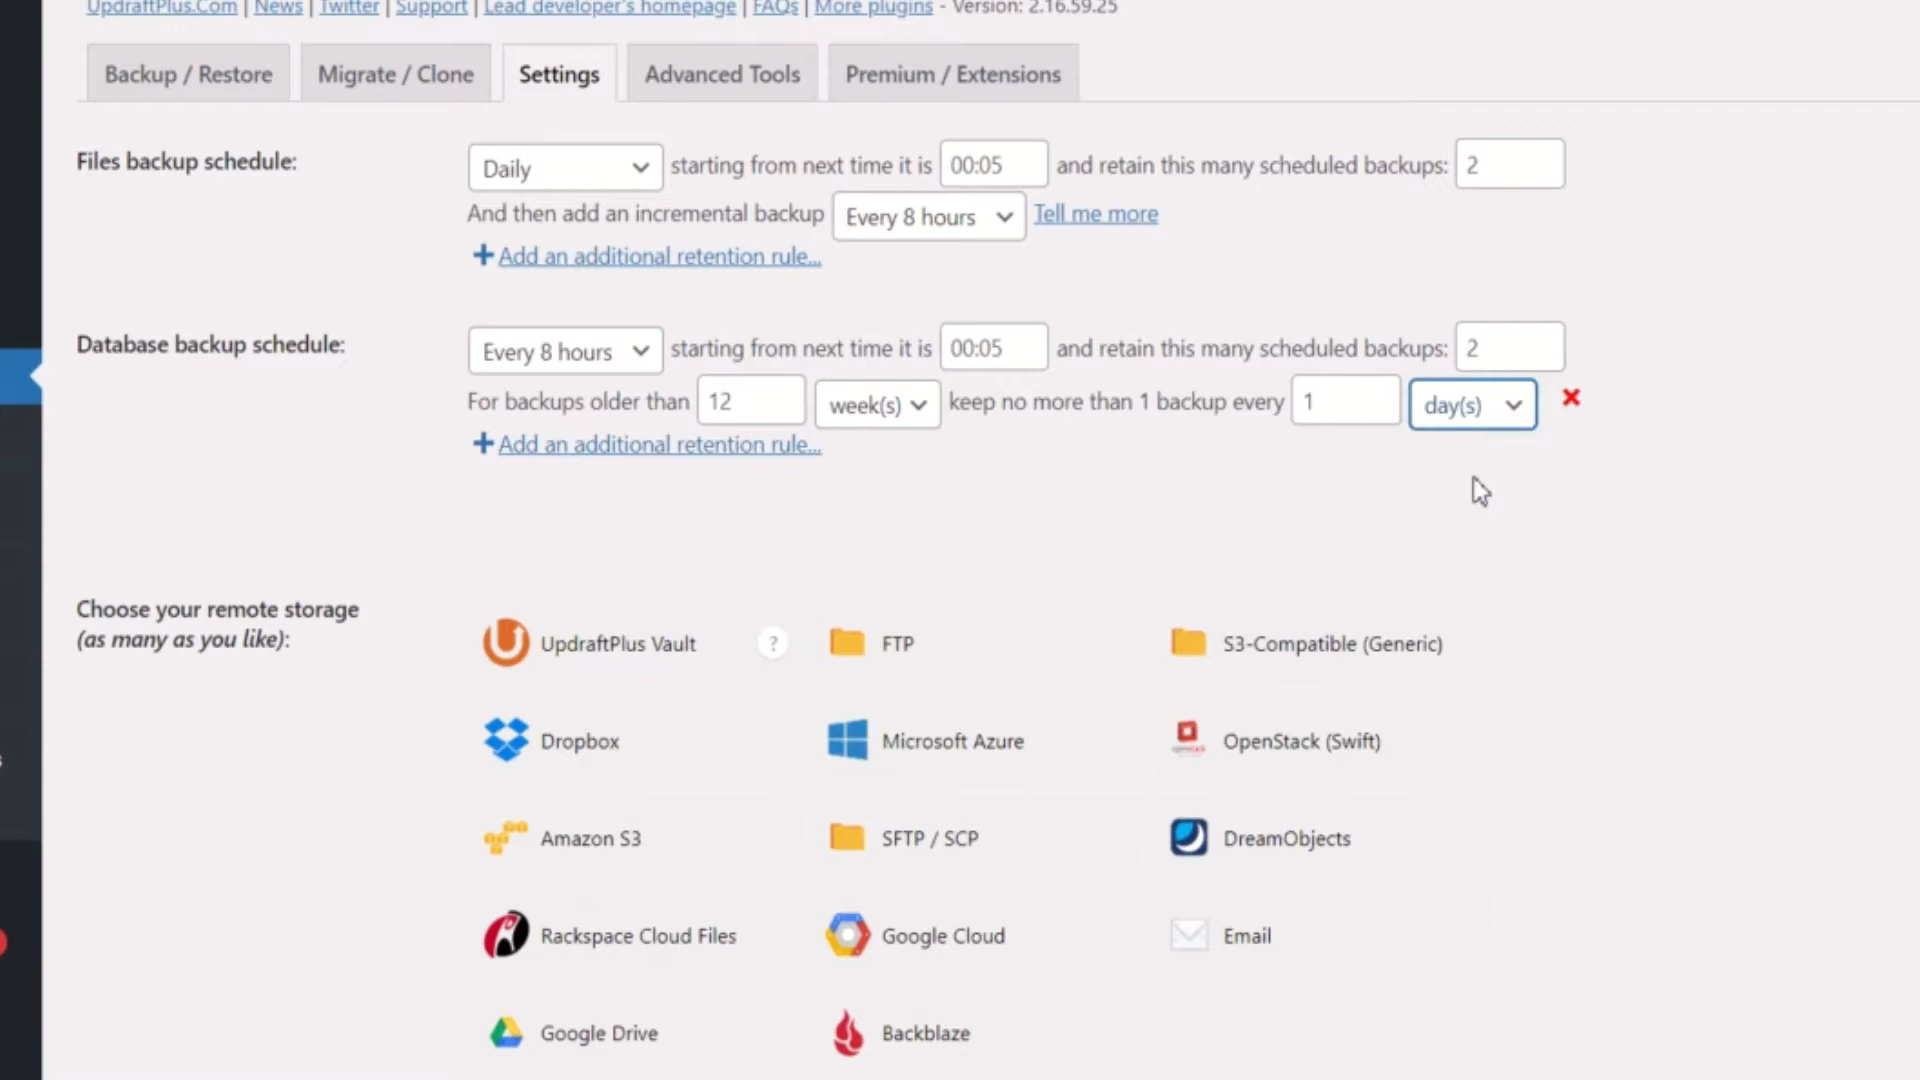 UpdraftPlus.Com | News | Twitter | Support | Lead developer's homepage | FAQs | More plugins - Version: 2.16.59.25
Backup / Restore Migrate / Clone Settings Advanced Tools Premium / Extensions
Files backup schedule: Daily starting from next time it is 00:05 and retain this many scheduled backups: 2
And then add an incremental backup Every 8 hours Tell me more
Add an additional retention rule...
Database backup schedule: Every 8 hours starting from next time it is 00:05 and retain this many scheduled backups: 2
For backups older than 12 week(s) keep no more than 1 backup every 1 day(s)
Add an additional retention rule...
Choose your remote storage
(as many as you like):
UpdraftPlus Vault ? FTP S3-Compatible (Generic)
Dropbox Microsoft Azure OpenStack (Swift)
Amazon S3 SFTP / SCP DreamObjects
Rackspace Cloud Files Google Cloud Email
Google Drive Backblaze